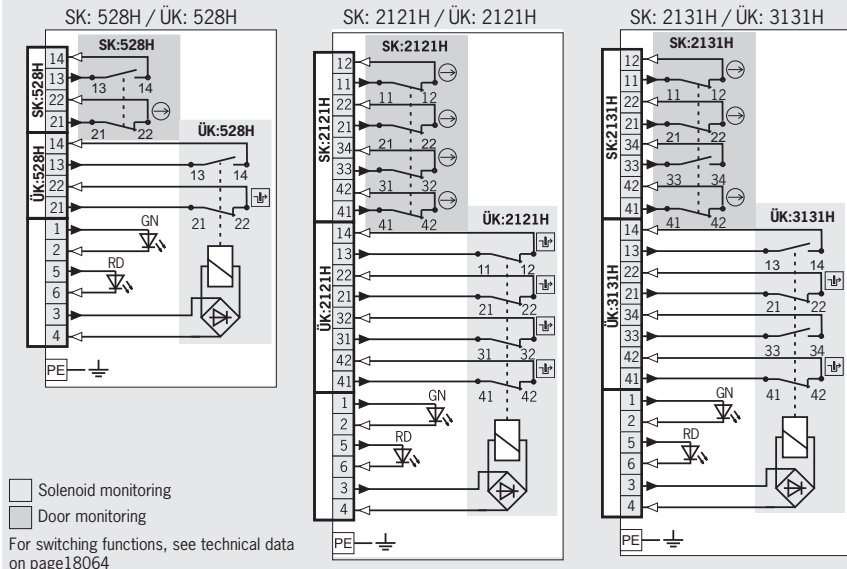 SK: 528H / ÜK: 528H
SK:528H
SK:528H
14
13
22
21
13 14
21 22
ÜK:528H
ÜK:528H
14
13
22
21
13 14
21 22
1
2
5
6
3
4
GN
RD
PE
SK: 2121H / ÜK: 2121H
SK:2121H
SK:2121H
12
11
22
21
34
33
42
41
11 12
21 22
31 32
41 42
ÜK:2121H
ÜK:2121H
14
13
22
21
32
31
42
41
11 12
21 22
31 32
41 42
1
2
5
6
3
4
GN
RD
PE
SK: 2131H / ÜK: 3131H
SK:2131H
SK:2131H
12
11
22
21
34
33
42
41
11 12
21 22
33 34
41 42
ÜK:3131H
ÜK:3131H
14
13
22
21
34
33
42
41
13 14
21 22
33 34
41 42
1
2
5
6
3
4
GN
RD
PE
Solenoid monitoring
Door monitoring
For switching functions, see technical data
on page18064